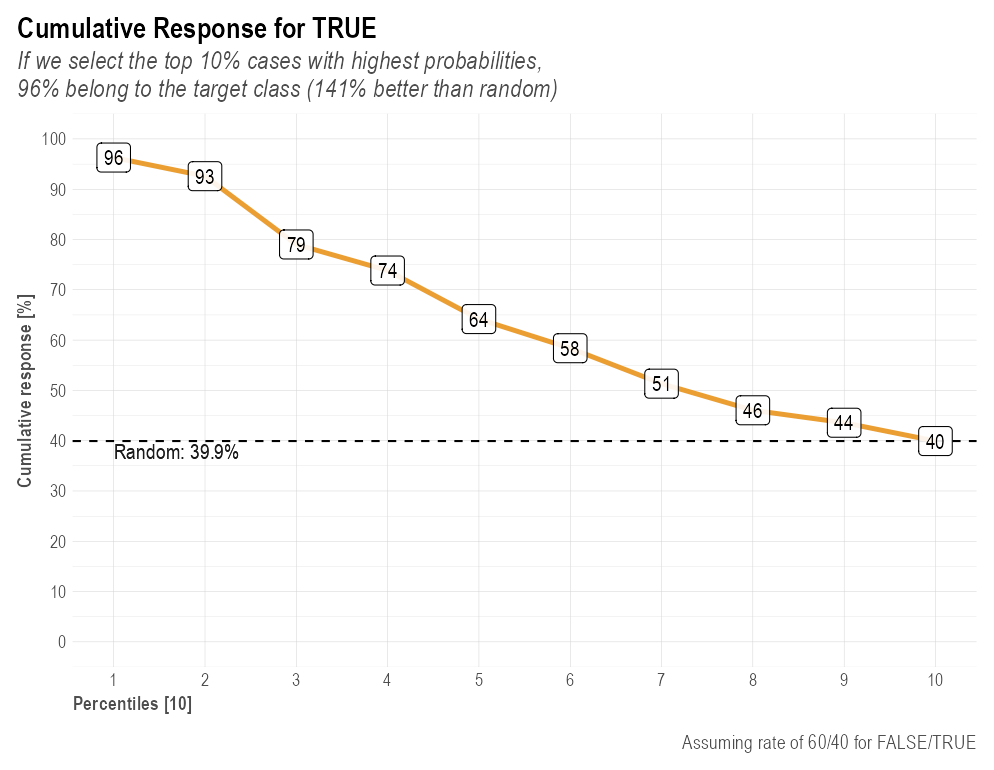 Cumulative Response for TRUE
If we select the top 10% cases with highest probabilities,
96% belong to the target class (141% better than random)
Cumulative response [%]
100
90
80
70
60
50
40
30
20
10
0
96
93
79
74
64
58
51
46
44
40
Random: 39.9%
1 2 3 4 5 6 7 8 9 10
Percentiles [10]
Assuming rate of 60/40 for FALSE/TRUE